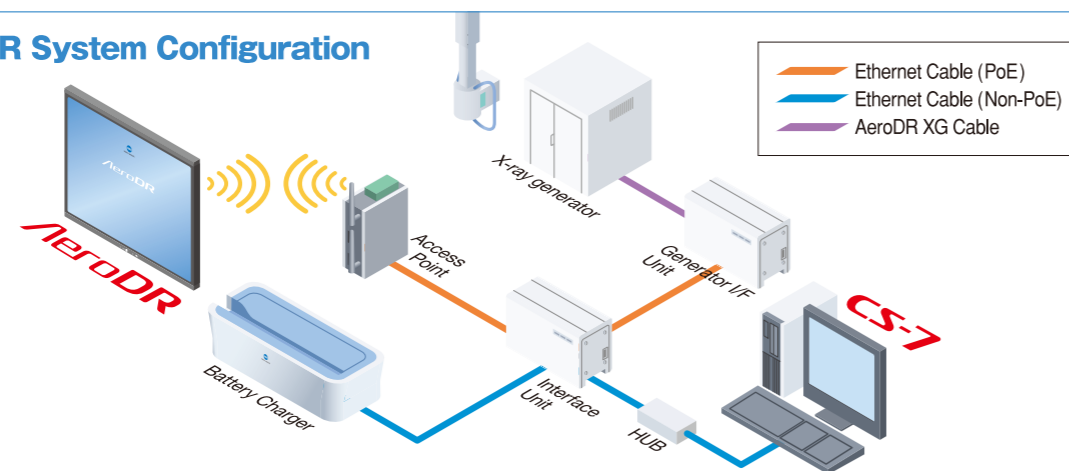 R System Configuration
Ethernet Cable (PoE)
Ethernet Cable (Non-PoE)
AeroDR XG Cable
X-ray generator
AeroDR
AeroDR
Access
Point
Generator I/F
Unit
CS-7
Battery Charger
Interface
Unit
HUB